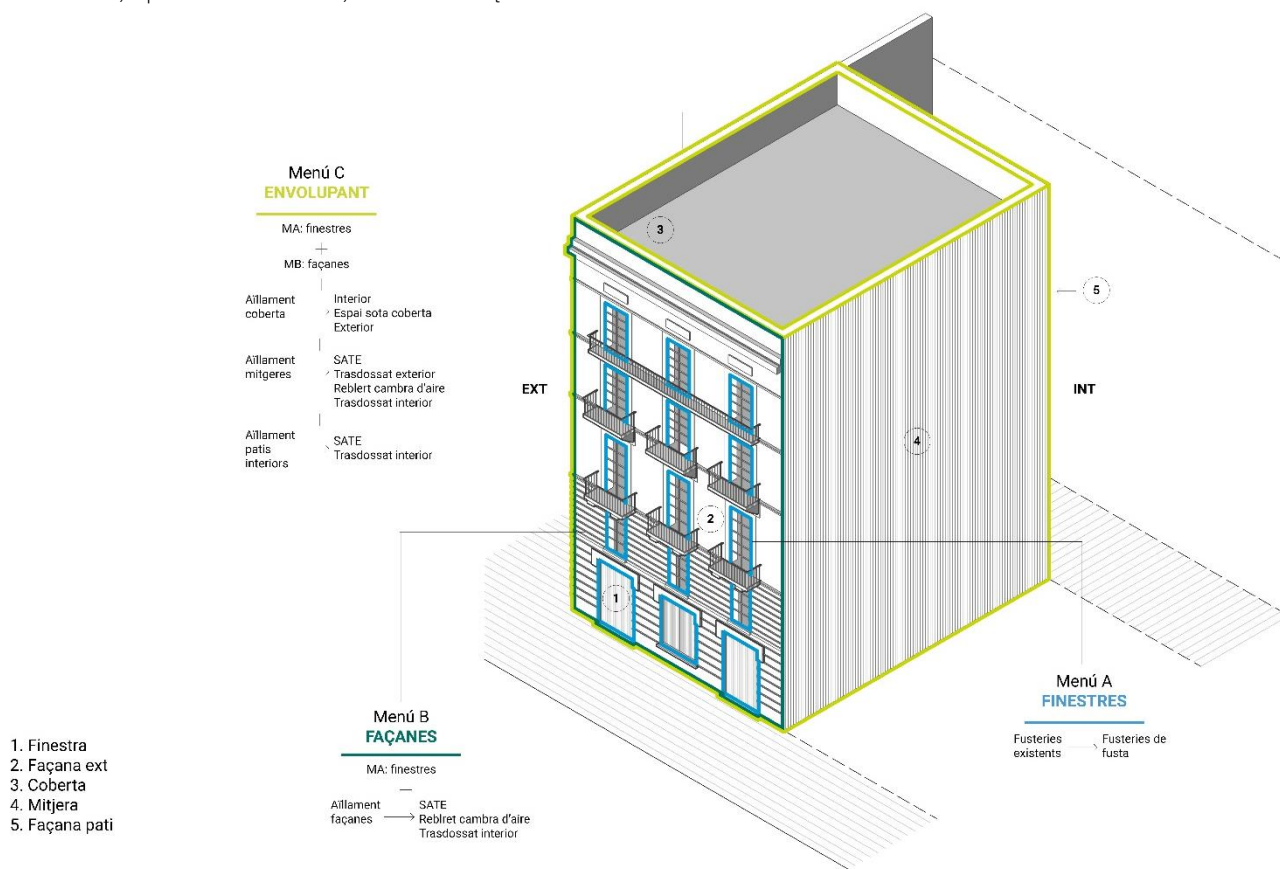 Menú C
ENVOLUPANT
MA: finestres
+
MB: façanes
Aïllament
coberta
Interior
Espai sota coberta
Exterior
Aïllament
mitgeres
SATE
Trasdossat exterior
Reblert cambra d'aire
Trasdossat interior
Aïllament
patis
interiors
SATE
Trasdossat interior
EXT
INT
3
5
4
2
1
Menú B
FAÇANES
MA: finestres
Aïllament
façanes
SATE
Reblret cambra d'aire
Trasdossat interior
Menú A
FINESTRES
Fusteries
existents
Fusteries de
fusta
1. Finestra
2. Façana ext
3. Coberta
4. Mitjera
5. Façana pati